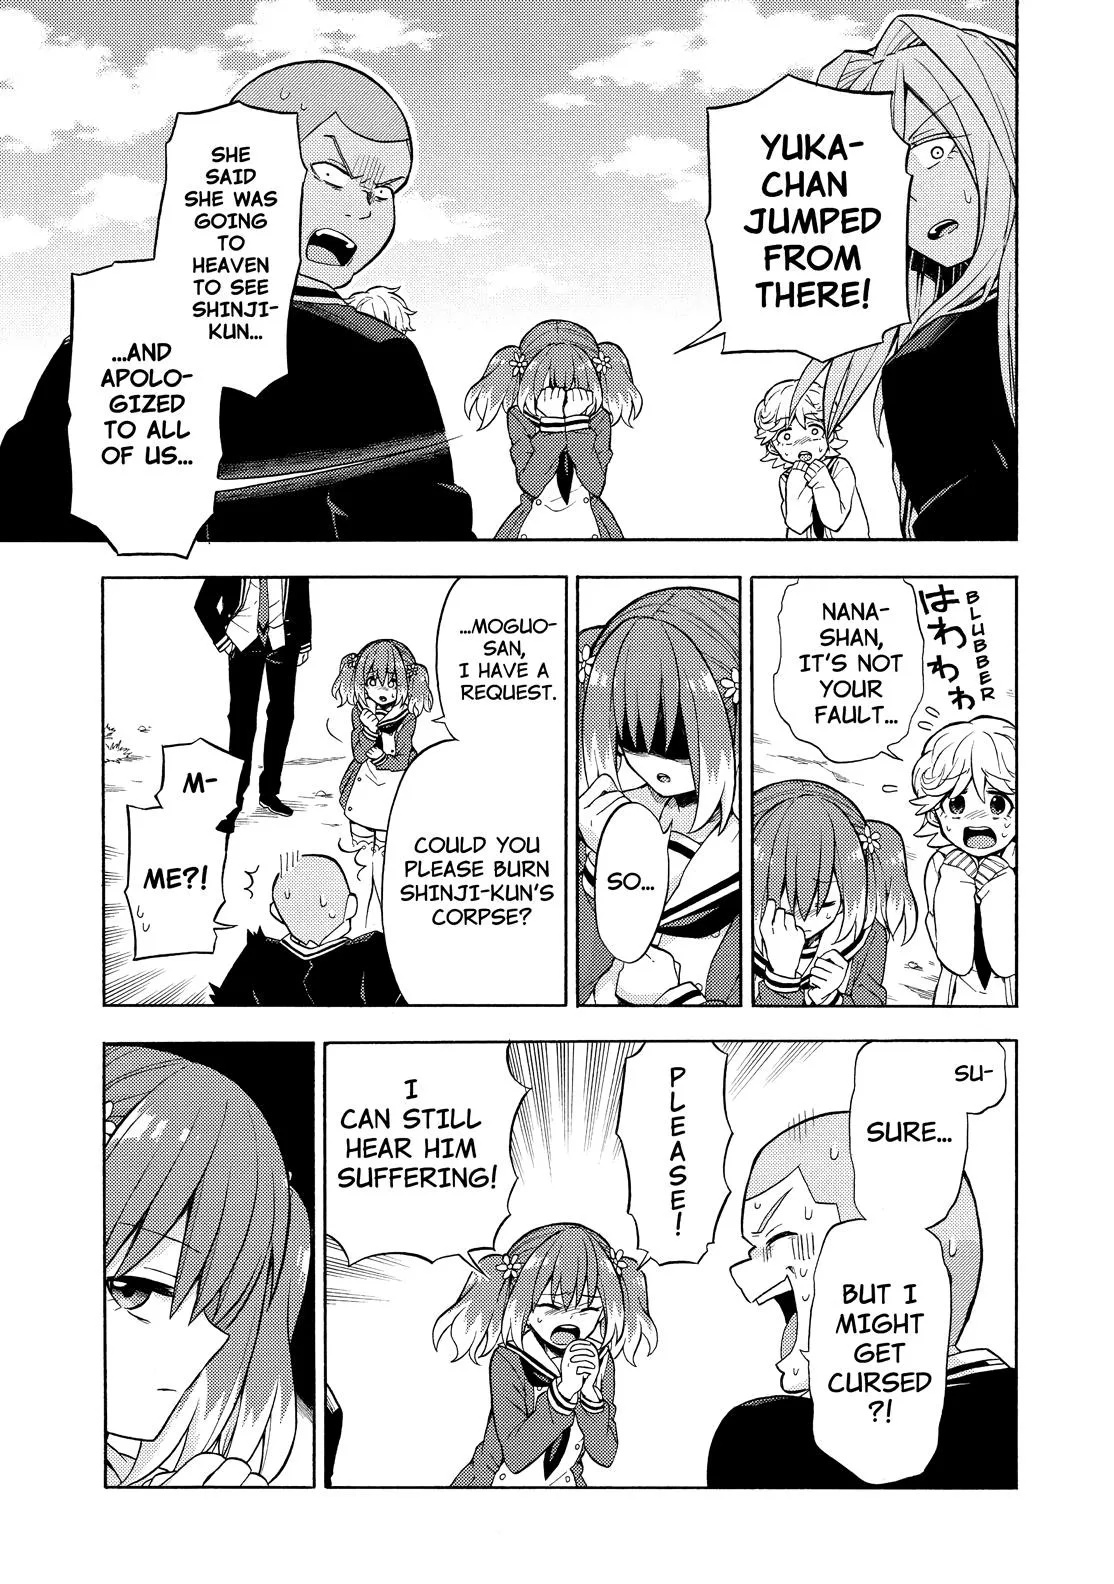 YUKA-
CHAN
JUMPED
FROM
THERE!
SHE
SAID
SHE WAS
GOING
TO
HEAVEN
TO SEE
SHINJI-
KUN...
...AND
APOLO-
GIZED
TO ALL
OF US...
BLUBBER
はわわわ
NANA-
SHAN,
IT'S NOT
YOUR
FAULT...
SO...
...MOGUO-
SAN,
I HAVE A
REQUEST.
COULD YOU
PLEASE BURN
SHINJI-KUN'S
CORPSE?
M-
ME?!
SU-
SURE...
BUT I
MIGHT
GET
CURSED
?!
PLEASE!
I
CAN STILL
HEAR HIM
SUFFERING!